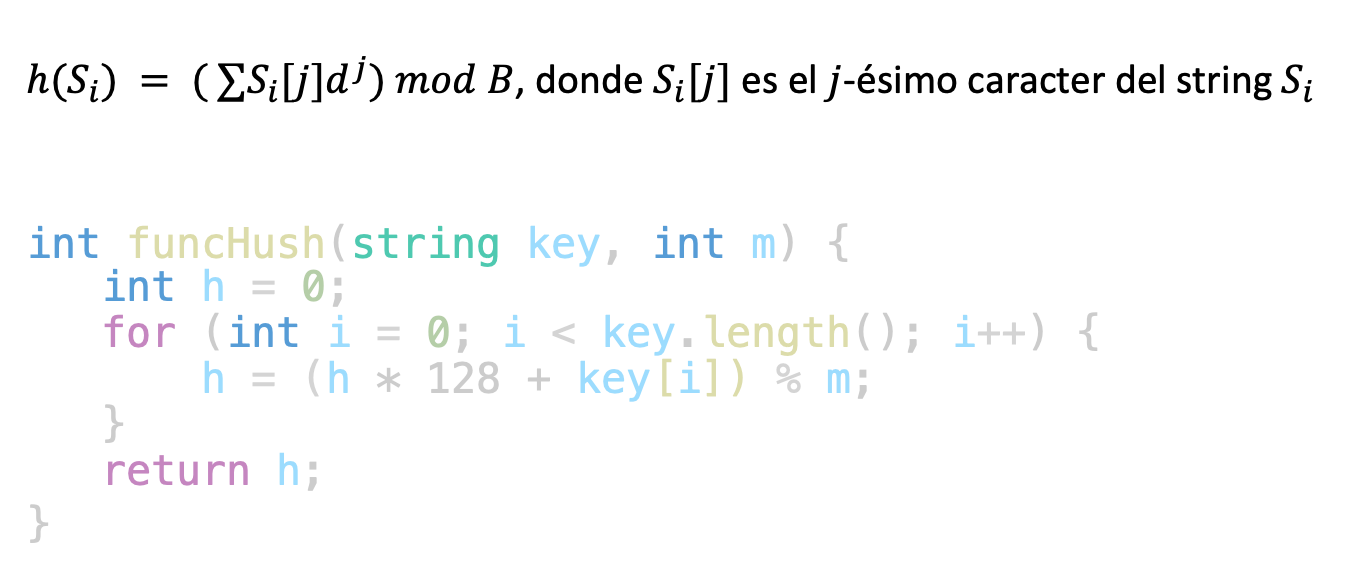 h(Sᵢ) = (∑Sᵢ[j]dʲ) mod B, donde Sᵢ[j] es el j-ésimo caracter del string Sᵢ
int funcHush(string key, int m) {
int h = 0;
for (int i = 0; i < key.length(); i++) {
h = (h * 128 + key[i]) % m;
}
return h;
}